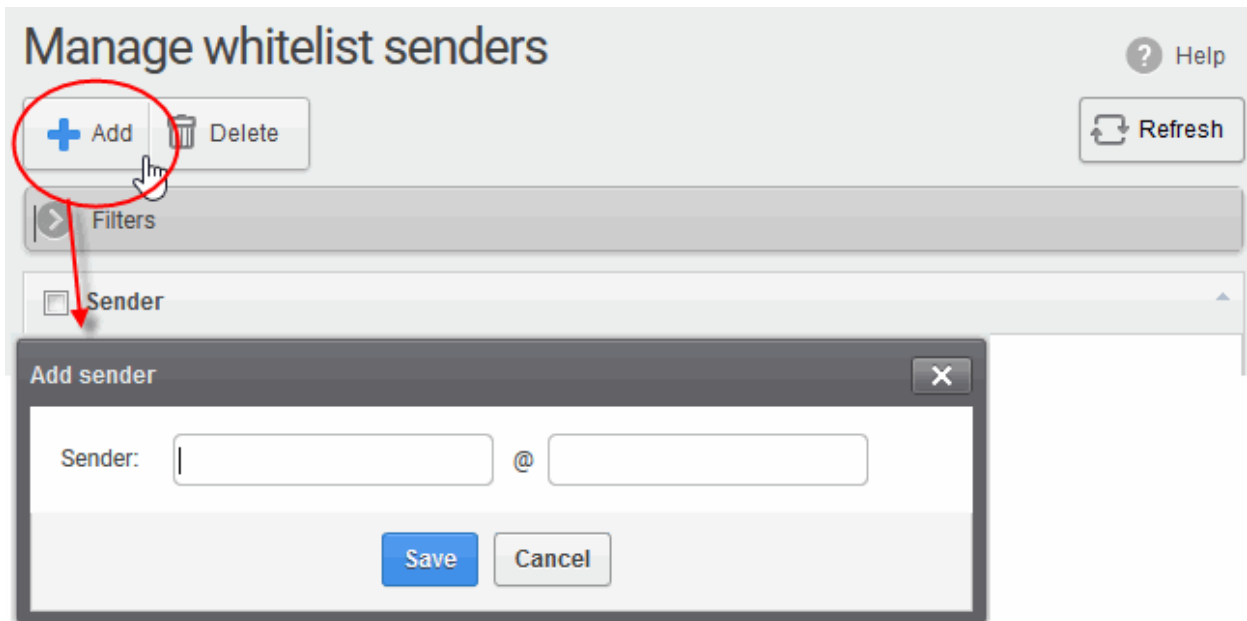 Manage whitelist senders
Help
Add Delete
Refresh
Filters
Sender
Add sender
Sender: @
Save Cancel